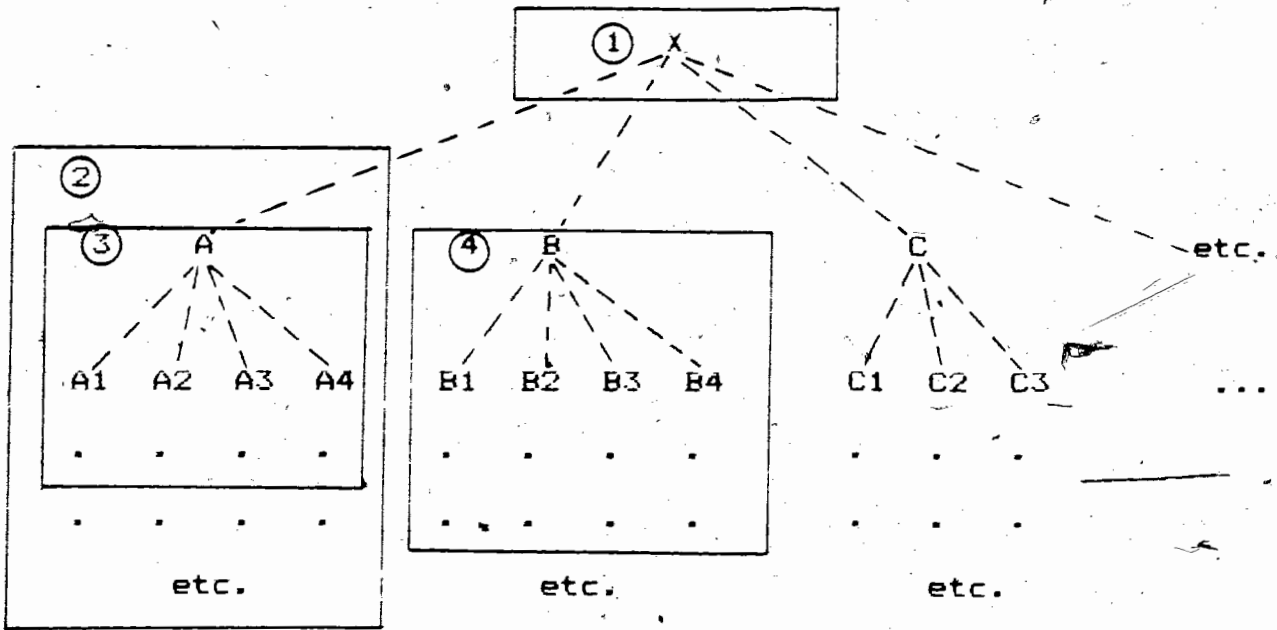 ① X
②
③ A ④ B C etc.
A1 A2 A3 A4 B1 B2 B3 B4 C1 C2 C3 ...
. . . . . . . . . . .
. . . . . . . . . . .
etc. etc. etc.